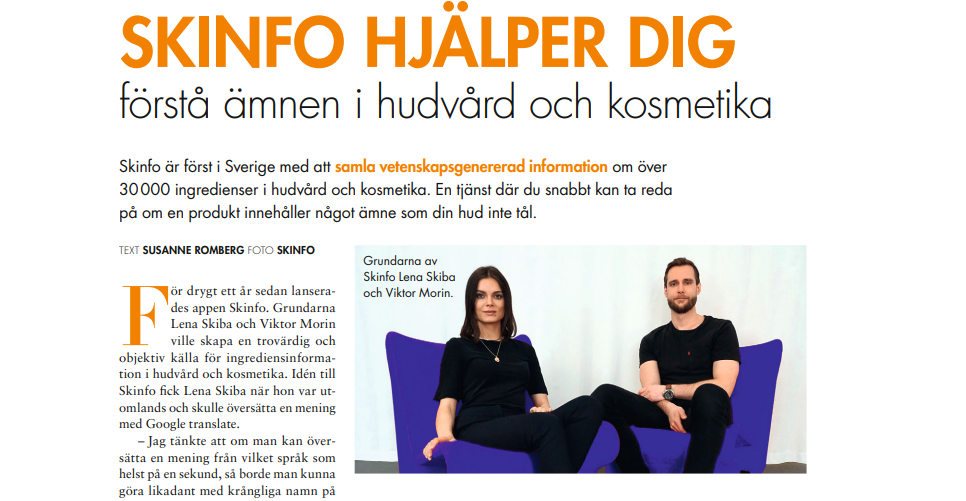 SKINFO HJÄLPER DIG
förstå ämnen i hudvård och kosmetika
Skinfo är först i Sverige med att samla vetenskapsgenererad information om över
30 000 ingredienser i hudvård och kosmetika. En tjänst där du snabbt kan ta reda
på om en produkt innehåller något ämne som din hud inte tål.
TEXT SUSANNE ROMBERG FOTO SKINFO
För drygt ett år sedan lansera-
des appen Skinfo. Grundarna
Lena Skiba och Viktor Morin
ville skapa en trovärdig och
objektiv källa för ingrediensinforma-
tion i hudvård och kosmetika. Idén till
Skinfo fick Lena Skiba när hon var ut-
omlands och skulle översätta en mening
med Google translate.
– Jag tänkte att om man kan över-
sätta en mening från vilket språk som
helst på en sekund, så borde man kunna
göra likadant med krångliga namn på
Grundarna av
Skinfo Lena Skiba
och Viktor Morin.